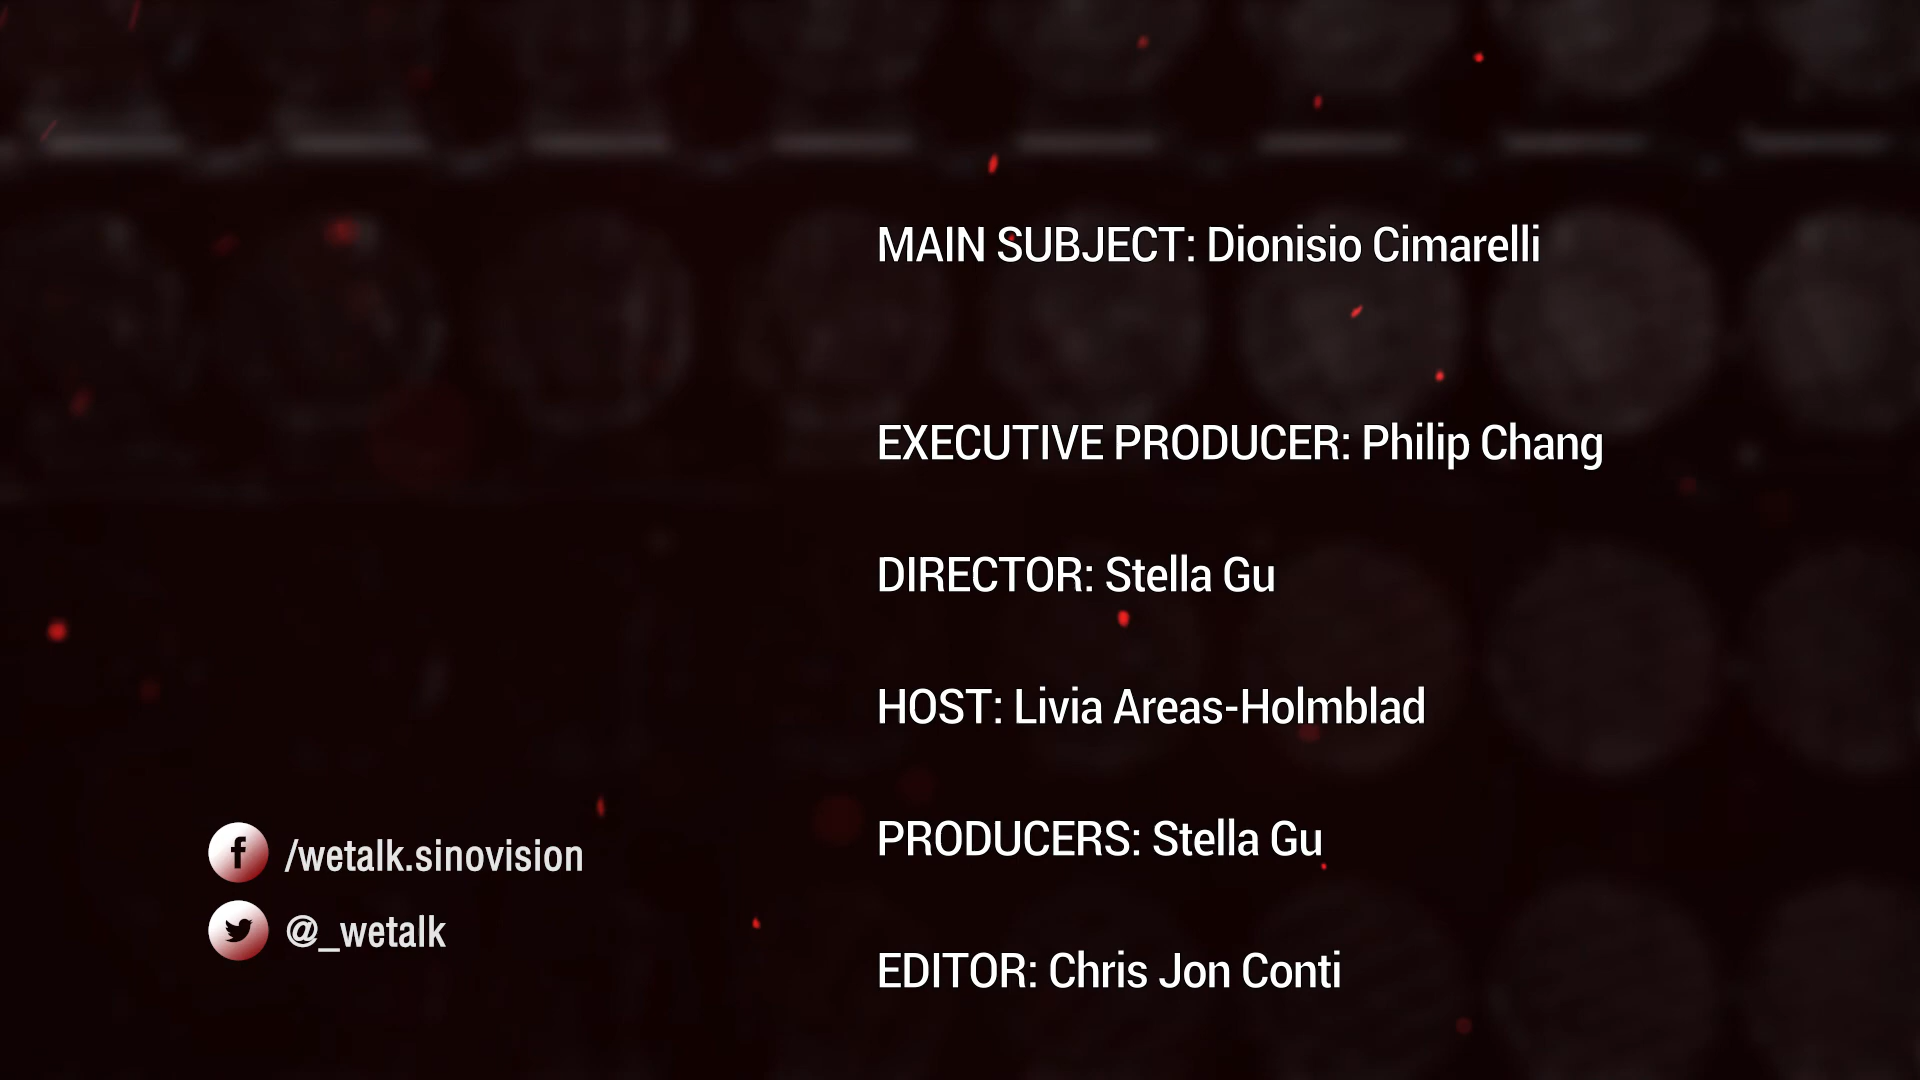 MAIN SUBJECT: Dionisio Cimarelli
EXECUTIVE PRODUCER: Philip Chang
DIRECTOR: Stella Gu
HOST: Livia Areas-Holmblad
PRODUCERS: Stella Gu
EDITOR: Chris Jon Conti
/wetalk.sinovision
@_wetalk